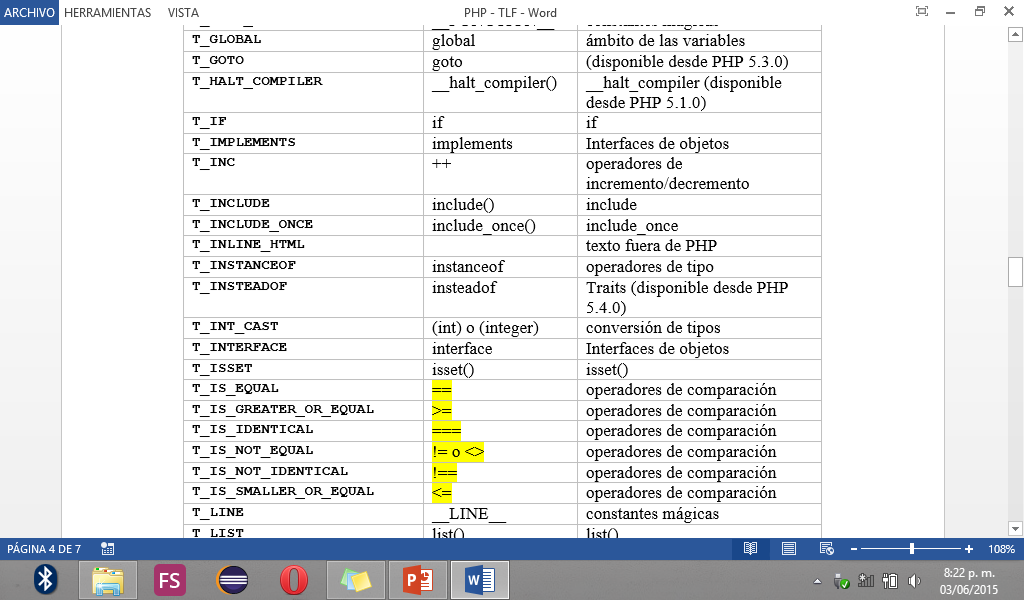 ARCHIVO HERRAMIENTAS VISTA PHP - TLF - Word
T_GLOBAL global ámbito de las variables
T_GOTO goto (disponible desde PHP 5.3.0)
T_HALT_COMPILER __halt_compiler() __halt_compiler (disponible
desde PHP 5.1.0)
T_IF if if
T_IMPLEMENTS implements Interfaces de objetos
T_INC ++ operadores de
incremento/decremento
T_INCLUDE include() include
T_INCLUDE_ONCE include_once() include_once
T_INLINE_HTML texto fuera de PHP
T_INSTANCEOF instanceof operadores de tipo
T_INSTEADOF insteadof Traits (disponible desde PHP
5.4.0)
T_INT_CAST (int) o (integer) conversión de tipos
T_INTERFACE interface Interfaces de objetos
T_ISSET isset() isset()
T_IS_EQUAL == operadores de comparación
T_IS_GREATER_OR_EQUAL >= operadores de comparación
T_IS_IDENTICAL === operadores de comparación
T_IS_NOT_EQUAL != o <> operadores de comparación
T_IS_NOT_IDENTICAL !== operadores de comparación
T_IS_SMALLER_OR_EQUAL <= operadores de comparación
T_LINE __LINE__ constantes mágicas
T_LIST list() list()
PÁGINA 4 DE 7 108%
FS
8:22 p. m.
03/06/2015